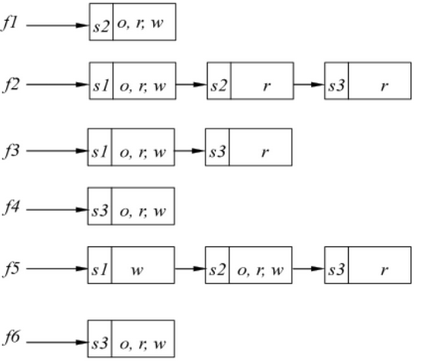 f1 s2 o, r, w
f2 s1 o, r, w s2 r s3 r
f3 s1 o, r, w s3 r
f4 s3 o, r, w
f5 s1 w s2 o, r, w s3 r
f6 s3 o, r, w